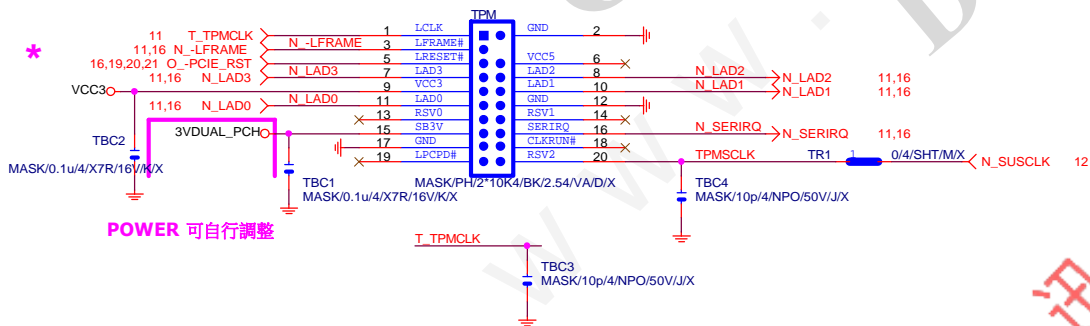 TPM
11 T_TPMCLK 1 LCLK GND 2
*
11,16 N_-LFRAME N_-LFRAME 3 LFRAME#
16,19,20,21 O_-PCIE_RST 5 LRESET# VCC5 6
11,16 N_LAD3 N_LAD3 7 LAD3 LAD2 8 N_LAD2 N_LAD2 11,16
VCC3 9 VCC3 LAD1 10 N_LAD1 N_LAD1 11,16
11,16 N_LAD0 N_LAD0 11 LAD0 GND 12
13 RSV0 RSV1 14
3VDUAL_PCH 15 SB3V SERIRQ 16 N_SERIRQ N_SERIRQ 11,16
17 GND CLKRUN# 18
19 LPCPD# RSV2 20 TPMSCLK TR1 1 0/4/SHT/M/X N_SUSCLK 12
TBC2
MASK/0.1u/4/X7R/16V/K/X
MASK/PH/2*10K4/BK/2.54/VA/D/X
TBC1
MASK/0.1u/4/X7R/16V/K/X
TBC4
MASK/10p/4/NPO/50V/J/X
POWER 可自行調整
T_TPMCLK
TBC3
MASK/10p/4/NPO/50V/J/X
w w .